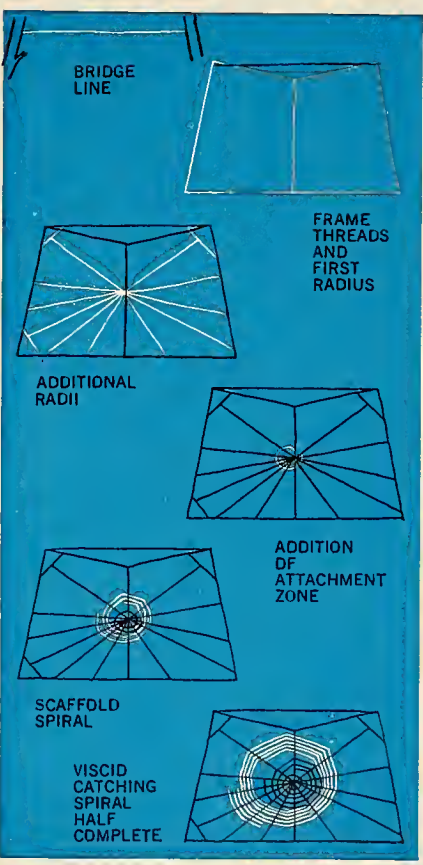 BRIDGE
LINE
FRAME
THREADS
AND
FIRST
RADIUS
ADDITIONAL
RADII
ADDITION
DF
ATTACHMENT
ZONE
SCAFFOLD
SPIRAL
VISCID
CATCHING
SPIRAL
HALF
COMPLETE